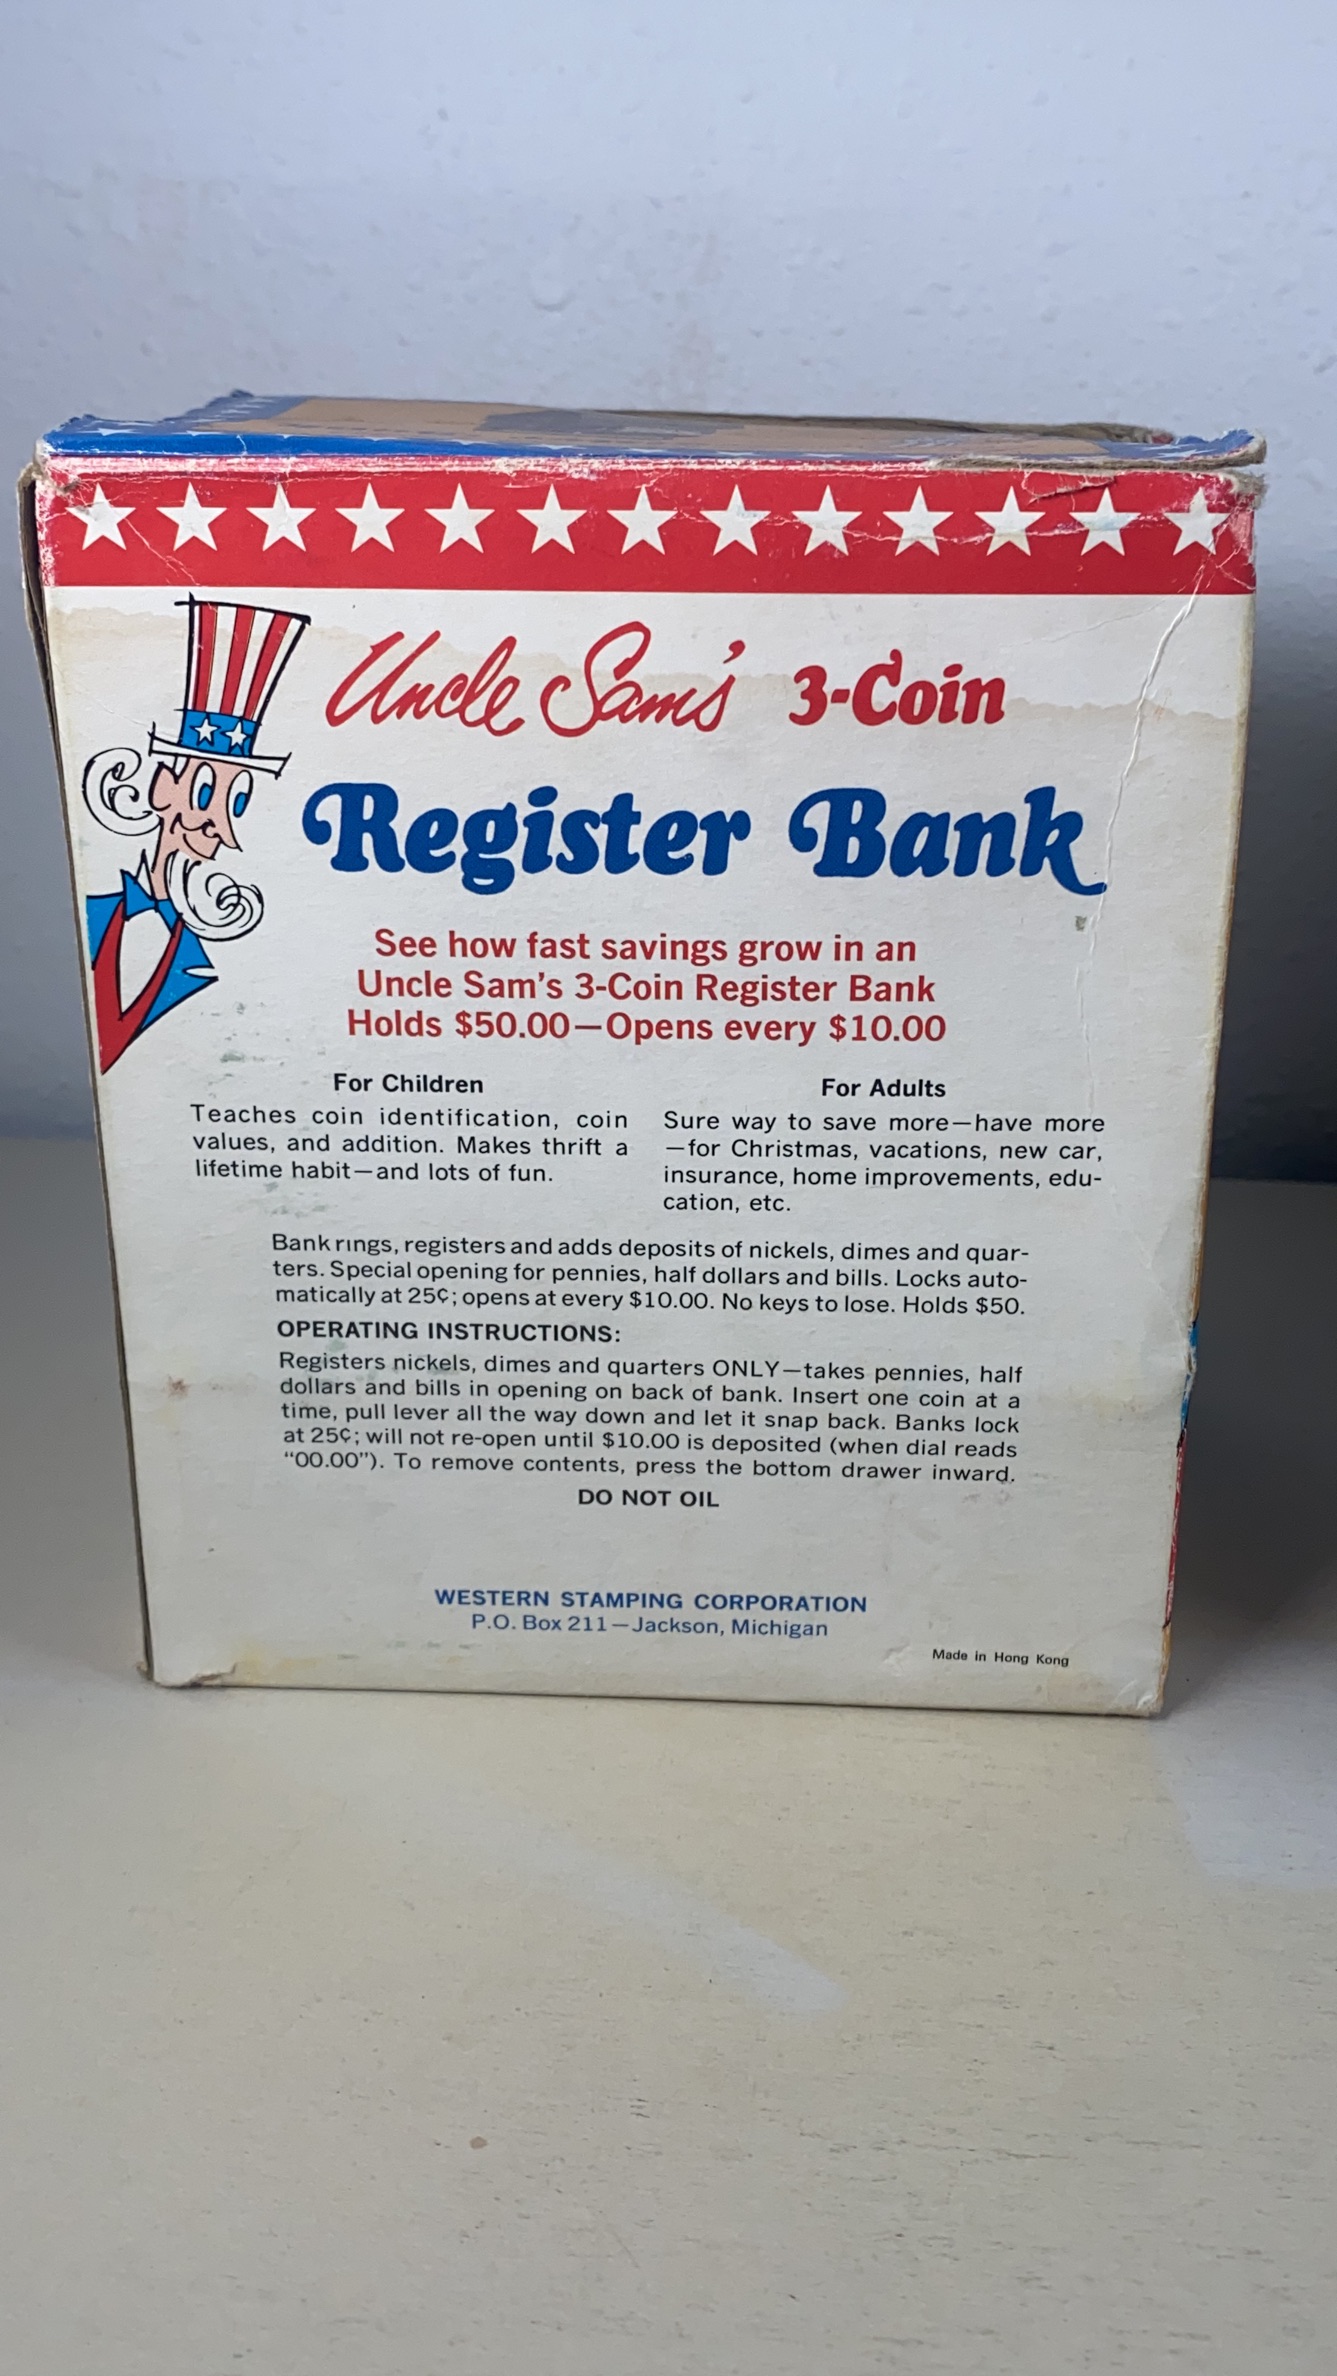 Uncle Sam's 3-Coin
Register Bank
See how fast savings grow in an
Uncle Sam's 3-Coin Register Bank
Holds $50.00—Opens every $10.00
For Children
Teaches coin identification, coin
values, and addition. Makes thrift a
lifetime habit—and lots of fun.
For Adults
Sure way to save more—have more
—for Christmas, vacations, new car,
insurance, home improvements, edu-
cation, etc.
Bank rings, registers and adds deposits of nickels, dimes and quar-
ters. Special opening for pennies, half dollars and bills. Locks auto-
matically at 25¢; opens at every $10.00. No keys to lose. Holds $50.
OPERATING INSTRUCTIONS:
Registers nickels, dimes and quarters ONLY—takes pennies, half
dollars and bills in opening on back of bank. Insert one coin at a
time, pull lever all the way down and let it snap back. Banks lock
at 25¢; will not re-open until $10.00 is deposited (when dial reads
“00.00”). To remove contents, press the bottom drawer inward.
DO NOT OIL
WESTERN STAMPING CORPORATION
P.O. Box 211—Jackson, Michigan
Made in Hong Kong